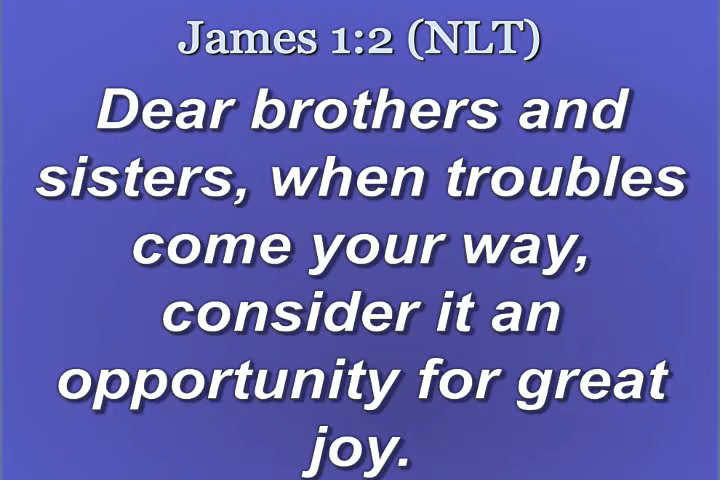 James 1:2 (NLT)
Dear brothers and
sisters, when troubles
come your way,
consider it an
opportunity for great
joy.